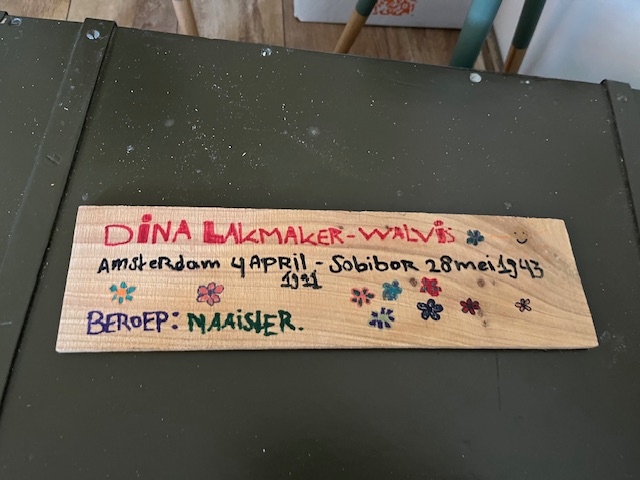 DINA LAKMAKER-WALVIS
Amsterdam 4 APRil - Sobibor 28 mei 1943
1921
BEROEP: NAAISTER.